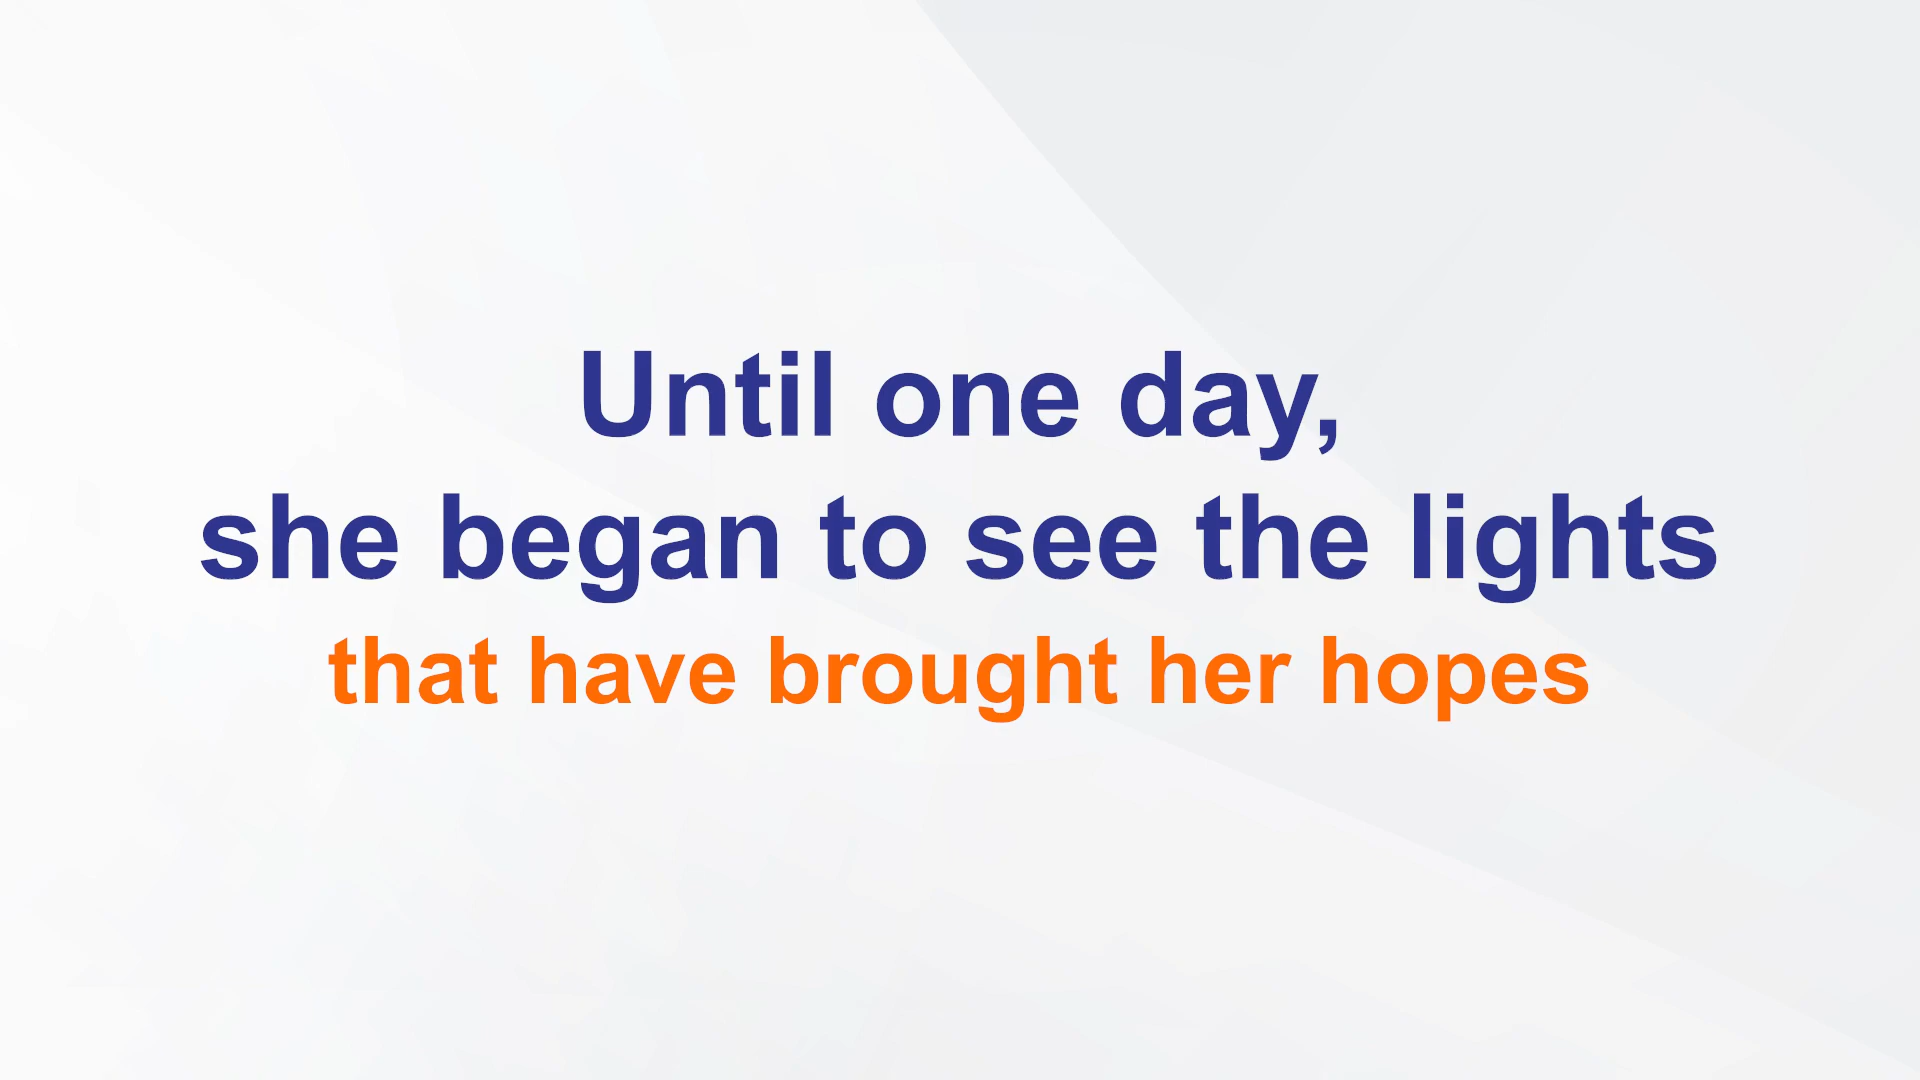 Until one day,
she began to see the lights
that have brought her hopes